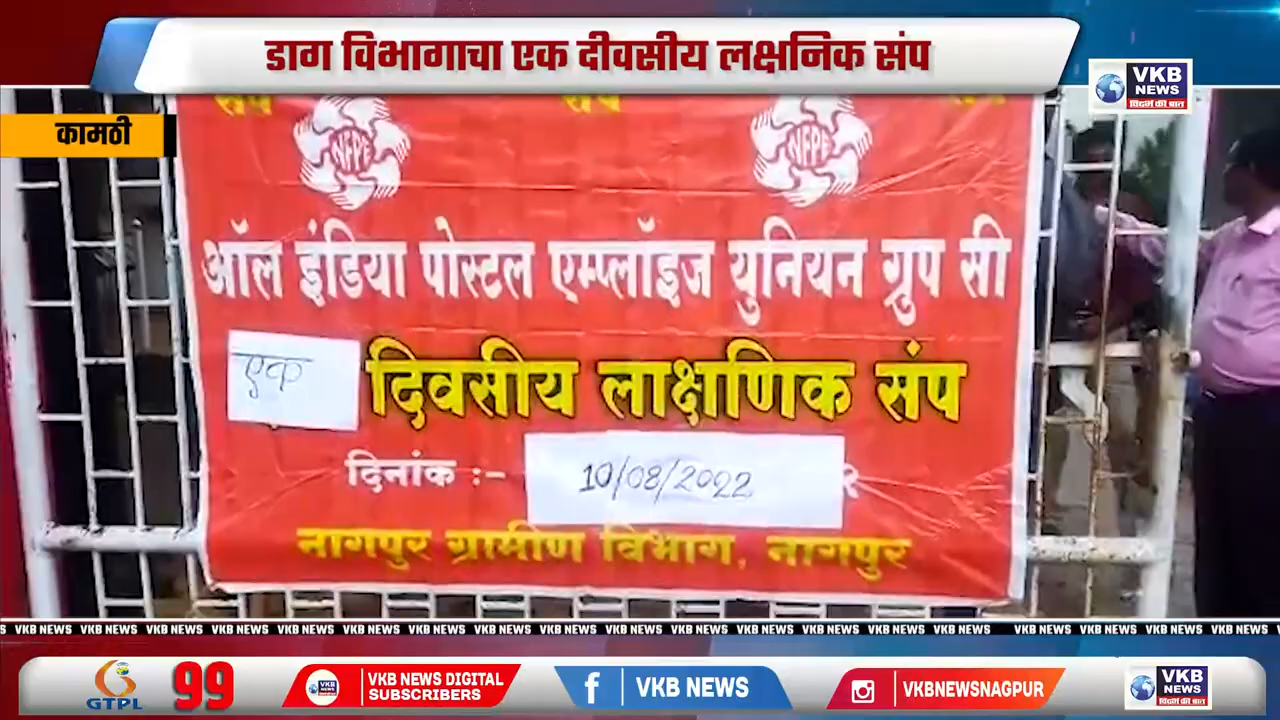 डाग विभागाचा एक दीवसीय लक्षनिक संप
VKB
NEWS
विदर्भ की बात
कामठी
संप संप
NFPE NFPE
ऑल इंडिया पोस्टल एम्प्लॉइज युनियन ग्रुप सी
एक दिवसीय लाक्षणिक संप
दिनांक :- 10/08/2022 २
नागपुर ग्रामीण विभाग, नागपुर
VKB NEWS VKB NEWS VKB NEWS VKB NEWS VKB NEWS VKB NEWS VKB NEWS VKB NEWS VKB NEWS VKB NEWS VKB NEWS VKB NEWS VKB NEWS VKB NEWS VKB NEWS VKB NEWS VKB NEWS VKB NEWS VKB NEWS
GTPL 99 VKB NEWS DIGITAL SUBSCRIBERS VKB NEWS VKBNEWSNAGPUR VKB NEWS विदर्भ की बात